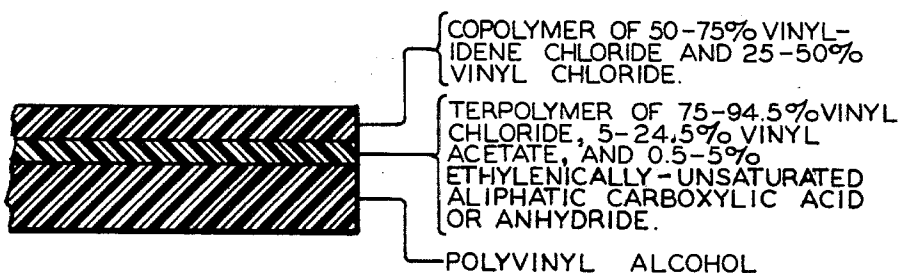 COPOLYMER OF 50-75% VINYL-
IDENE CHLORIDE AND 25-50%
VINYL CHLORIDE.
TERPOLYMER OF 75-94.5% VINYL
CHLORIDE, 5-24.5% VINYL
ACETATE, AND 0.5-5%
ETHYLENICALLY-UNSATURATED
ALIPHATIC CARBOXYLIC ACID
OR ANHYDRIDE.
POLYVINYL ALCOHOL